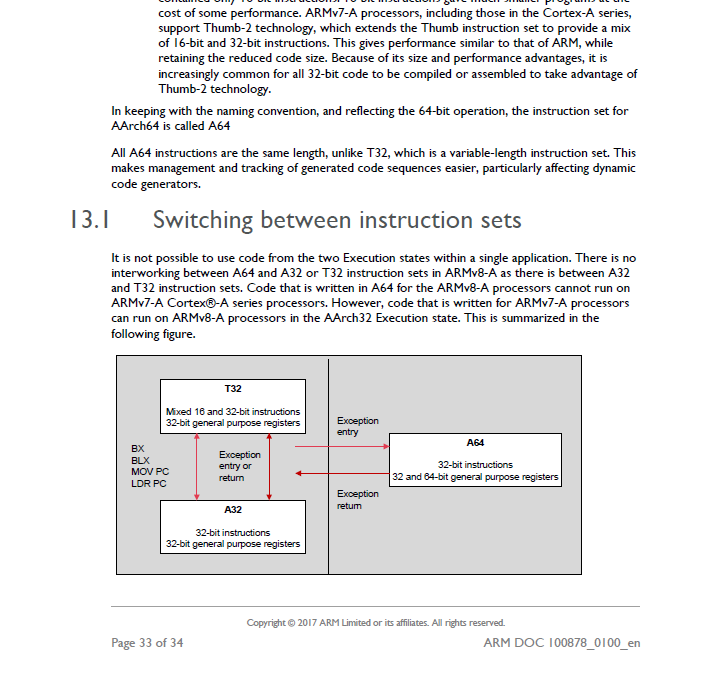 contained only 16-bit instructions. 16-bit instructions gave much smaller programs at the
cost of some performance. ARMv7-A processors, including those in the Cortex-A series,
support Thumb-2 technology, which extends the Thumb instruction set to provide a mix
of 16-bit and 32-bit instructions. This gives performance similar to that of ARM, while
retaining the reduced code size. Because of its size and performance advantages, it is
increasingly common for all 32-bit code to be compiled or assembled to take advantage of
Thumb-2 technology.
In keeping with the naming convention, and reflecting the 64-bit operation, the instruction set for
AArch64 is called A64
All A64 instructions are the same length, unlike T32, which is a variable-length instruction set. This
makes management and tracking of generated code sequences easier, particularly affecting dynamic
code generators.
13.1 Switching between instruction sets
It is not possible to use code from the two Execution states within a single application. There is no
interworking between A64 and A32 or T32 instruction sets in ARMv8-A as there is between A32
and T32 instruction sets. Code that is written in A64 for the ARMv8-A processors cannot run on
ARMv7-A Cortex®-A series processors. However, code that is written for ARMv7-A processors
can run on ARMv8-A processors in the AArch32 Execution state. This is summarized in the
following figure.
T32
Mixed 16 and 32-bit instructions
32-bit general purpose registers
BX
BLX
MOV PC
LDR PC
Exception
entry or
return
A32
32-bit instructions
32-bit general purpose registers
Exception
entry
A64
32-bit instructions
32 and 64-bit general purpose registers
Exception
return
Copyright © 2017 ARM Limited or its affiliates. All rights reserved.
Page 33 of 34 ARM DOC 100878_0100_en